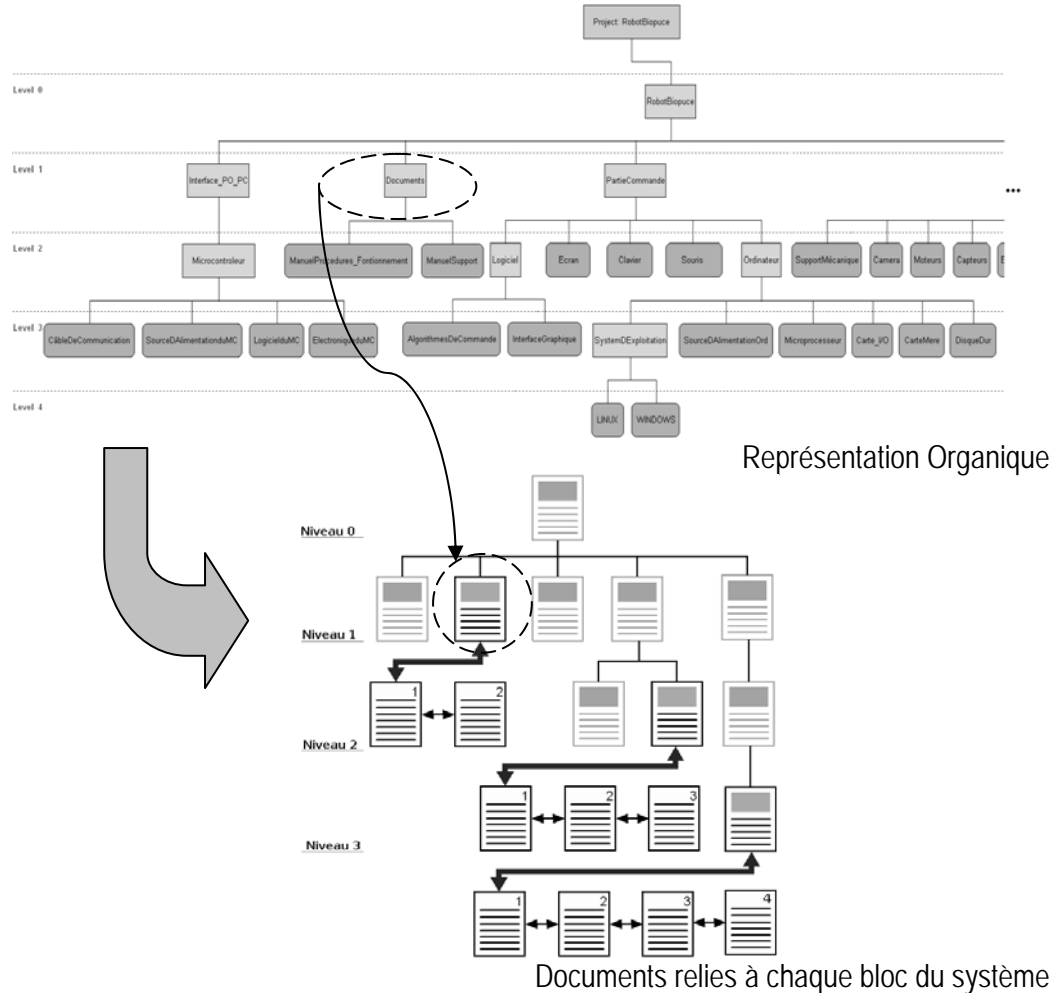 Project: RobotBiopuce
Level 0
RobotBiopuce
Level 1
Interface_PO_PC
Documents
PartieCommande
...
Level 2
Microcontroleur
ManuelProcedures_Fontionnement
ManuelSupport
Logiciel
Ecran
Clavier
Souris
Ordinateur
SupportMécanique
Camera
Moteurs
Capteurs
Level 3
CâbleDeCommunication
SourceDAlimentationduMC
LogicielduMC
ElectroniqueduMC
AlgorithmesDeCommande
InterfaceGraphique
SystemDExploitation
SourceDAlimentationOrd
Microprocesseur
Carte_I/O
CarteMere
DisqueDur
Level 4
LINUX
WINDOWS
Représentation Organique
Niveau 0
Niveau 1
1
2
Niveau 2
1
2
3
Niveau 3
1
2
3
4
Documents relies à chaque bloc du système